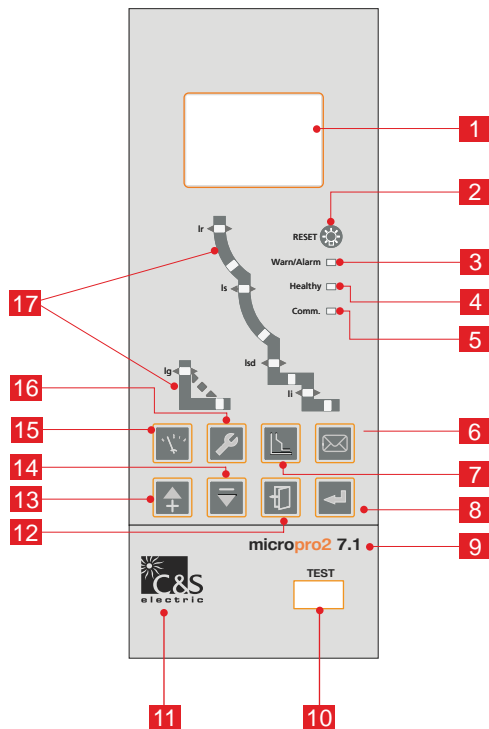 1
2
RESET
Ir
3
Warn/Alarm
4
Healthy
Is
17
5
Comm.
Isd
Ig
16
Ii
15
6
7
14
13
8
12
micropro2 7.1
9
TEST
C&S
electric
11
10